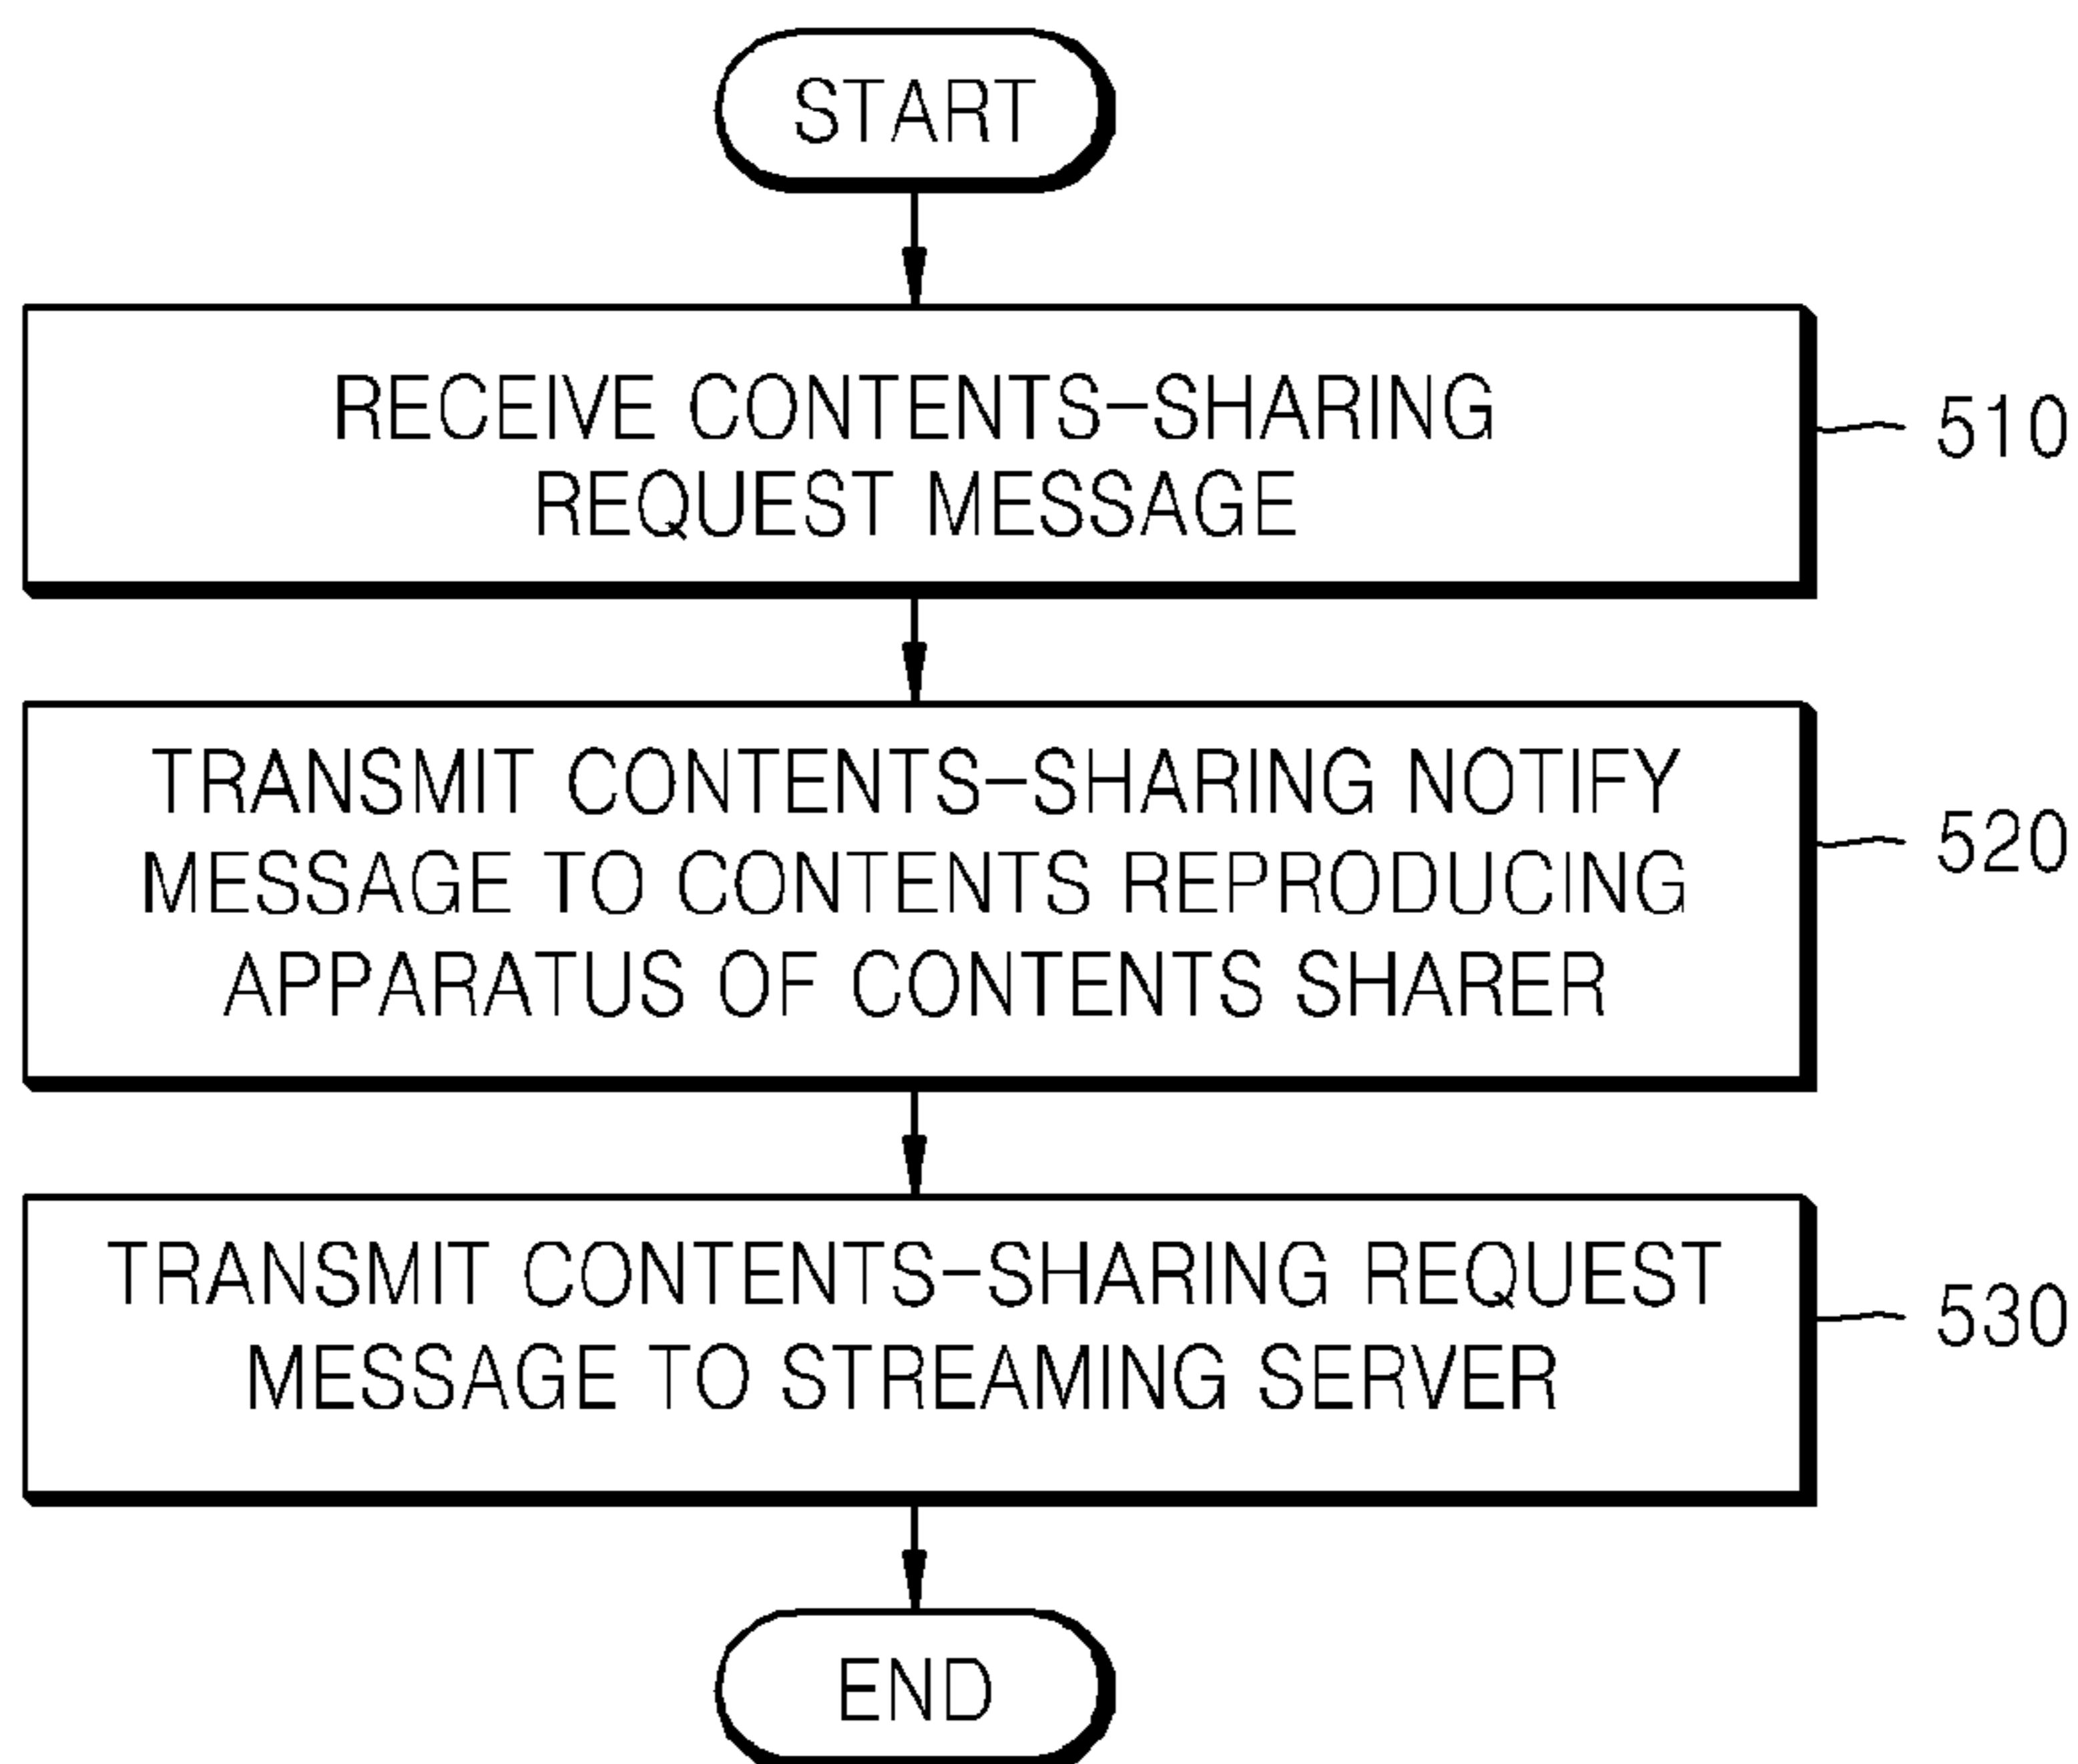 START
RECEIVE CONTENTS-SHARING
REQUEST MESSAGE
510
TRANSMIT CONTENTS-SHARING NOTIFY
MESSAGE TO CONTENTS REPRODUCING
APPARATUS OF CONTENTS SHARER
520
TRANSMIT CONTENTS-SHARING REQUEST
MESSAGE TO STREAMING SERVER
530
END